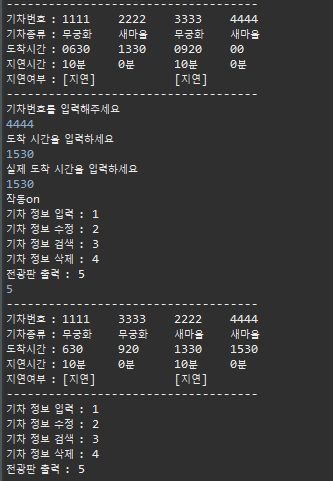 ---------------------------------------
기차번호 : 1111 2222 3333 4444
기차종류 : 무궁화 새마을 무궁화 새마을
도착시간 : 0630 1330 0920 00
지연시간 : 10분 0분 10분 0분
지연여부 : [지연] [지연]
---------------------------------------
기차번호를 입력해주세요
4444
도착 시간을 입력하세요
1530
실제 도착 시간을 입력하세요
1530
작동on
기차 정보 입력 : 1
기차 정보 수정 : 2
기차 정보 검색 : 3
기차 정보 삭제 : 4
전광판 출력 : 5
5
---------------------------------------
기차번호 : 1111 3333 2222 4444
기차종류 : 무궁화 무궁화 새마을 새마을
도착시간 : 630 920 1330 1530
지연시간 : 10분 0분 10분 0분
지연여부 : [지연] [지연]
---------------------------------------
기차 정보 입력 : 1
기차 정보 수정 : 2
기차 정보 검색 : 3
기차 정보 삭제 : 4
전광판 출력 : 5